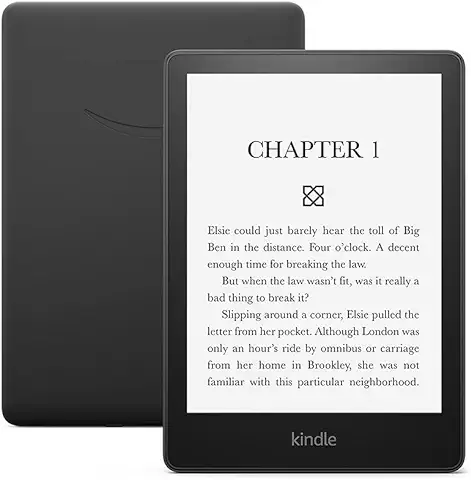 CHAPTER 1
Elsie could just barely hear the toll of Big
Ben in the distance. Four o’clock. A decent
enough time for breaking the law.
But when the law wasn’t fit, was it really a
bad thing to break it?
Slipping around a corner, Elsie pulled the
letter from her pocket. Although London was
only an hour’s ride by omnibus or carriage
from her home in Brookley, she was not
familiar with this particular neighborhood.
kindle